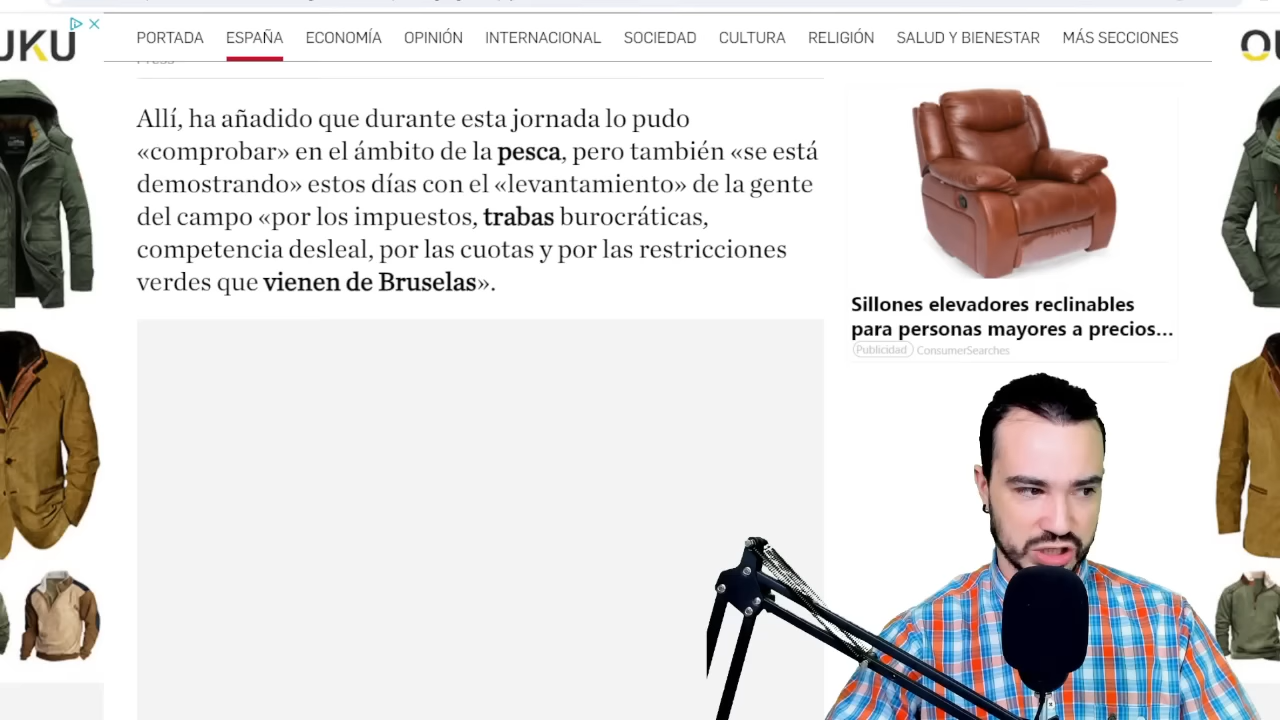 UKU
PORTADA ESPAÑA ECONOMÍA OPINIÓN INTERNACIONAL SOCIEDAD CULTURA RELIGIÓN SALUD Y BIENESTAR MÁS SECCIONES
OU
Allí, ha añadido que durante esta jornada lo pudo
«comprobar» en el ámbito de la pesca, pero también «se está
demostrando» estos días con el «levantamiento» de la gente
del campo «por los impuestos, trabas burocráticas,
competencia desleal, por las cuotas y por las restricciones
verdes que vienen de Bruselas».
Sillones elevadores reclinables
para personas mayores a precios...
Publicidad ConsumerSearches